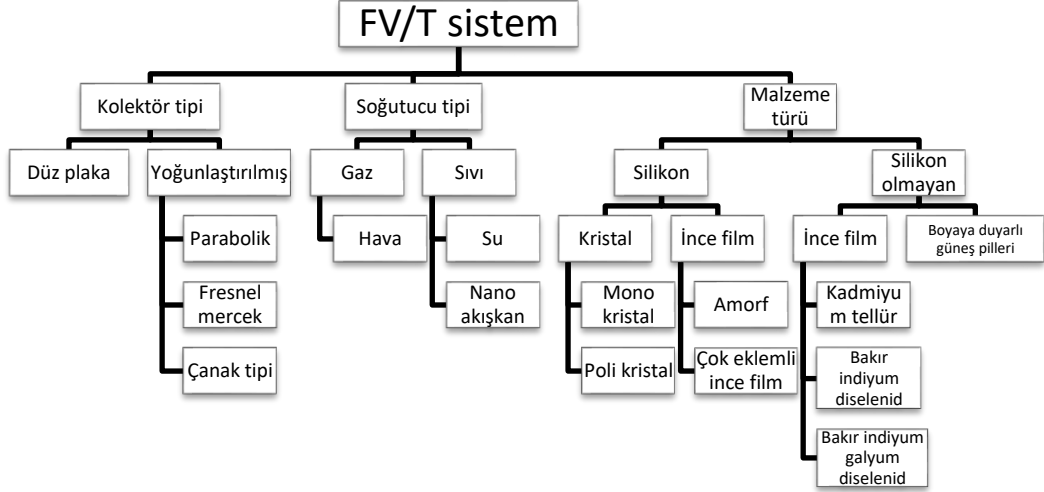 FV/T sistem
Kolektör tipi
Soğutucu tipi
Malzeme
türü
Düz plaka
Yoğunlaştırılmış
Gaz
Sıvı
Silikon
Silikon
olmayan
Parabolik
Hava
Su
Kristal
İnce film
İnce film
Boyaya duyarlı
güneş pilleri
Fresnel
mercek
Nano
akışkan
Mono
kristal
Amorf
Kadmiyu
m tellür
Çanak tipi
Poli kristal
Çok eklemli
ince film
Bakır
indiyum
diselenid
Bakır indiyum
galyum
diselenid